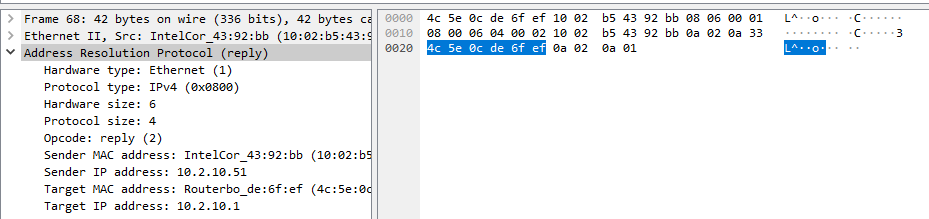 Frame 68: 42 bytes on wire (336 bits), 42 bytes ca
Ethernet II, Src: IntelCor_43:92:bb (10:02:b5:43:9
Address Resolution Protocol (reply)
Hardware type: Ethernet (1)
Protocol type: IPv4 (0x0800)
Hardware size: 6
Protocol size: 4
Opcode: reply (2)
Sender MAC address: IntelCor_43:92:bb (10:02:b5
Sender IP address: 10.2.10.51
Target MAC address: Routerbo_de:6f:ef (4c:5e:0c
Target IP address: 10.2.10.1
0000 4c 5e 0c de 6f ef 10 02 b5 43 92 bb 08 06 00 01 L^··o··· ·C······
0010 08 00 06 04 00 02 10 02 b5 43 92 bb 0a 02 0a 33 ········ ·C·····3
0020 4c 5e 0c de 6f ef 0a 02 0a 01 L^··o··· ··